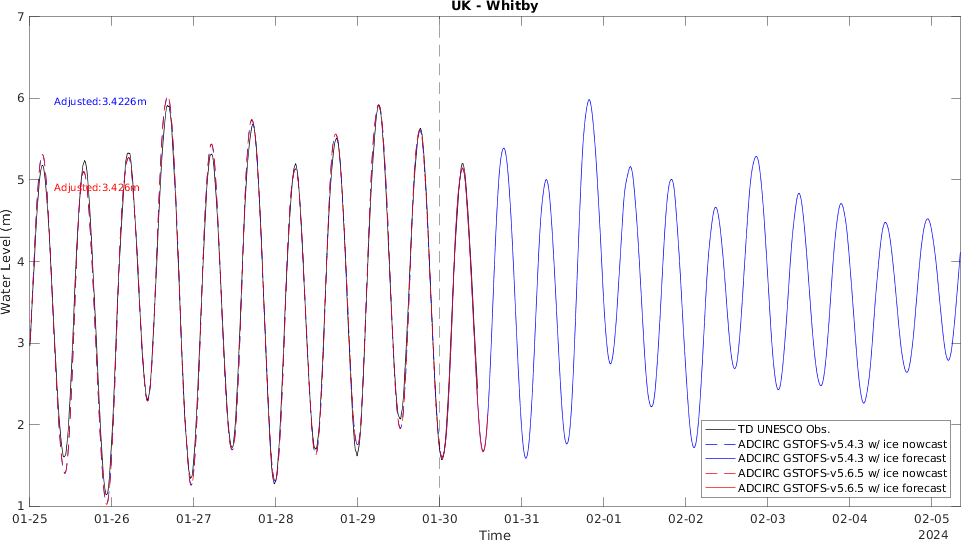 UK - Whitby
7
6
5
4
3
2
1
Water Level (m)
Adjusted:3.4226m
Adjusted:3.426m
TD UNESCO Obs.
ADCIRC GSTOFS-v5.4.3 w/ ice nowcast
ADCIRC GSTOFS-v5.4.3 w/ ice forecast
ADCIRC GSTOFS-v5.6.5 w/ ice nowcast
ADCIRC GSTOFS-v5.6.5 w/ ice forecast
01-25 01-26 01-27 01-28 01-29 01-30 01-31 02-01 02-02 02-03 02-04 02-05
Time
2024